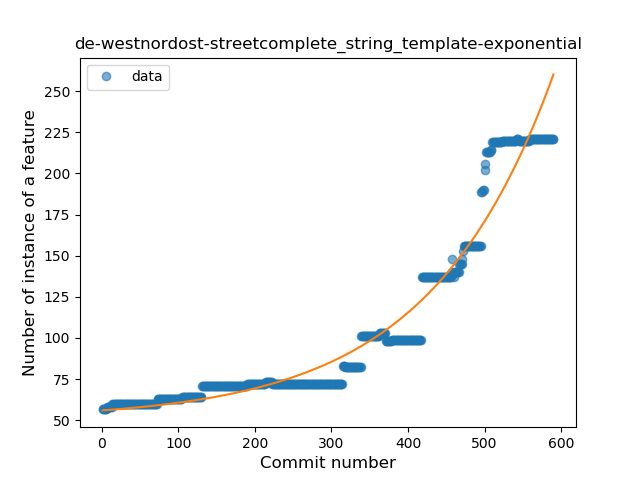 de-westnordost-streetcomplete_string_template-exponential
data
Number of instance of a feature
250
225
200
175
150
125
100
75
50
0 100 200 300 400 500 600
Commit number